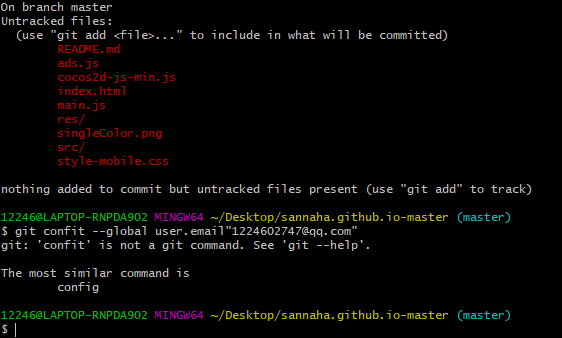 On branch master
Untracked files:
  (use "git add <file>..." to include in what will be committed)
        README.md
        ads.js
        cocos2d-js-min.js
        index.html
        main.js
        res/
        singleColor.png
        src/
        style-mobile.css
nothing added to commit but untracked files present (use "git add" to track)
12246@LAPTOP-RNPDA902 MINGW64 ~/Desktop/sannaha.github.io-master (master)
$ git confit --global user.email"1224602747@qq.com"
git: 'confit' is not a git command. See 'git --help'.
The most similar command is
        config
12246@LAPTOP-RNPDA902 MINGW64 ~/Desktop/sannaha.github.io-master (master)
$